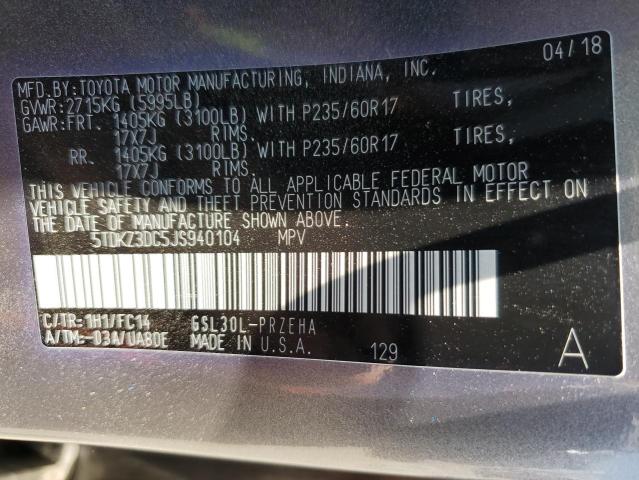 04/18
MFD.BY:TOYOTA MOTOR MANUFACTURING, INDIANA, INC.
GVWR:2715KG (5995LB)
GAWR:FRT. 1405KG (3100LB) WITH P235/60R17 TIRES,
17X7J RIMS.
RR. 1405KG (3100LB) WITH P235/60R17 TIRES,
17X7J RIMS.
THIS VEHICLE CONFORMS TO ALL APPLICABLE FEDERAL MOTOR
VEHICLE SAFETY AND THEFT PREVENTION STANDARDS IN EFFECT ON
THE DATE OF MANUFACTURE SHOWN ABOVE.
5TDKZ3DC5JS940104 MPV
C/TR:1H1/FC14 GSL30L-PRZEHA
A/TM:-03A/UA80E MADE IN U.S.A.
129
A